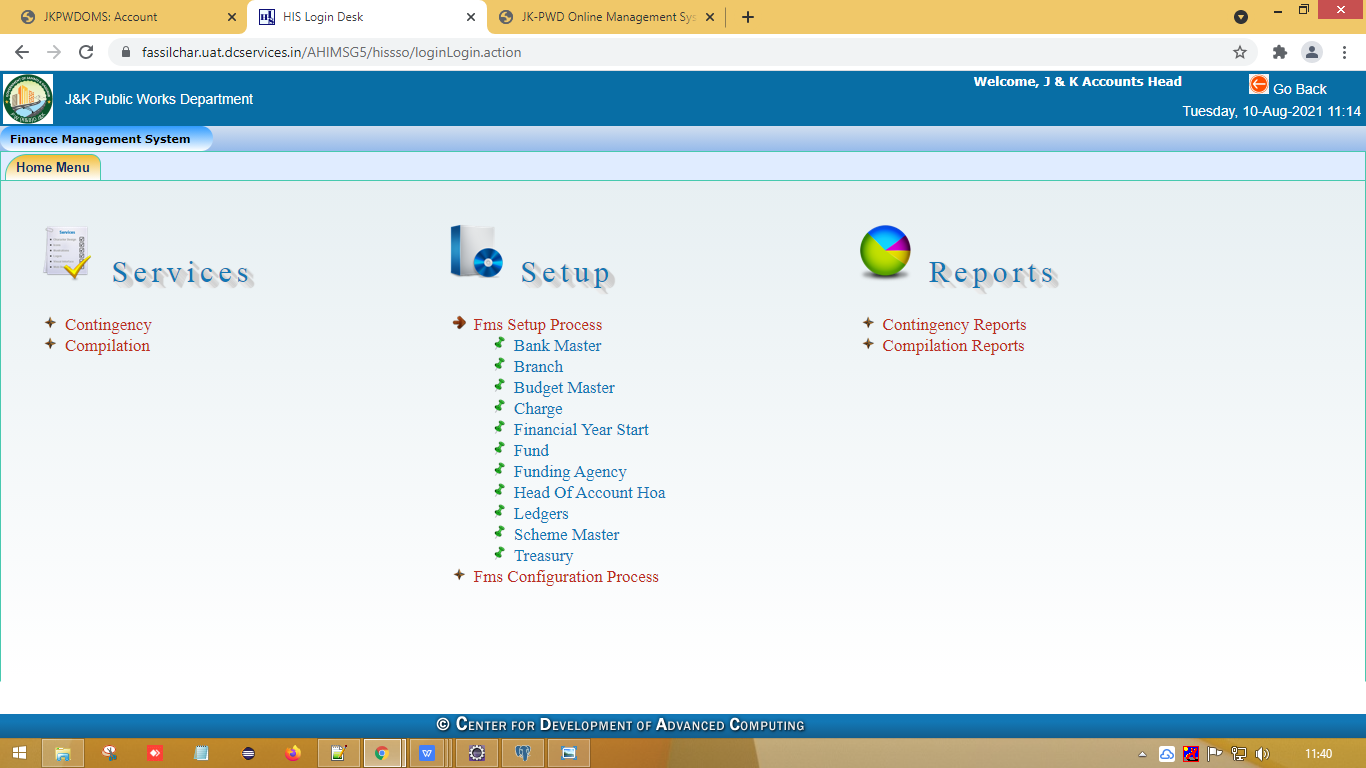 JKPWDOMS: Account
HIS Login Desk
JK-PWD Online Management Sys
fassilchar.uat.dcservices.in/AHIMSG5/hissso/loginLogin.action
J&K Public Works Department
Welcome, J & K Accounts Head
Go Back
Tuesday, 10-Aug-2021 11:14
Finance Management System
Home Menu
Services
Contingency
Compilation
Setup
Fms Setup Process
Bank Master
Branch
Budget Master
Charge
Financial Year Start
Fund
Funding Agency
Head Of Account Hoa
Ledgers
Scheme Master
Treasury
Fms Configuration Process
Reports
Contingency Reports
Compilation Reports
© Center for Development of Advanced Computing
11:40